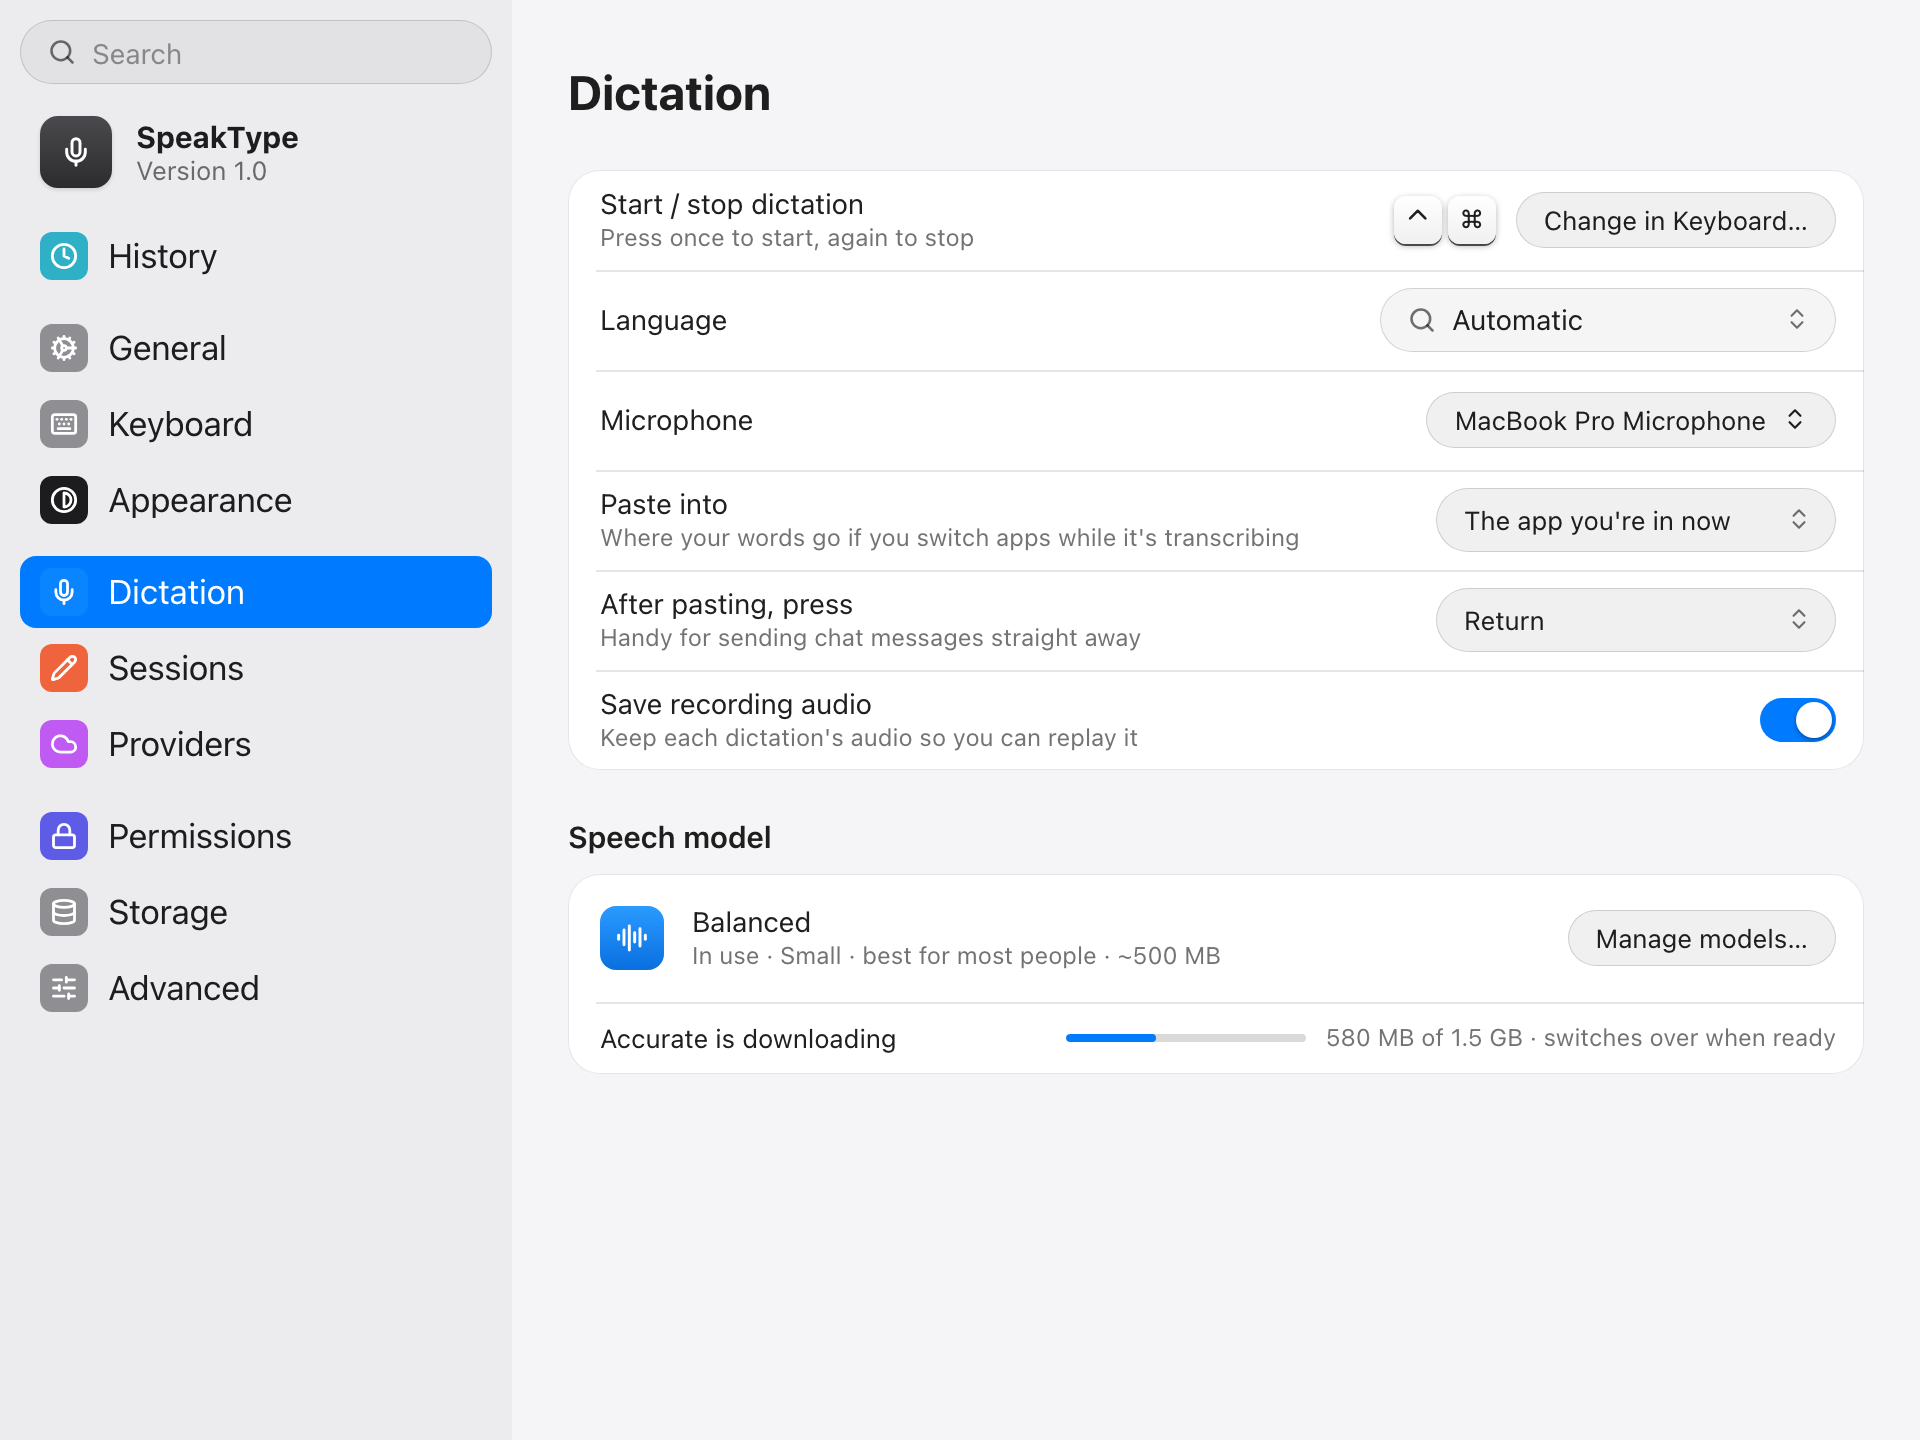 Search
SpeakType
Version 1.0
History
General
Keyboard
Appearance
Dictation
Sessions
Providers
Permissions
Storage
Advanced
Dictation
Start / stop dictation
Press once to start, again to stop
^ ⌘ Change in Keyboard...
Language
Automatic
Microphone
MacBook Pro Microphone
Paste into
Where your words go if you switch apps while it's transcribing
The app you're in now
After pasting, press
Handy for sending chat messages straight away
Return
Save recording audio
Keep each dictation's audio so you can replay it
Speech model
Balanced
In use · Small · best for most people · ~500 MB
Manage models...
Accurate is downloading
580 MB of 1.5 GB · switches over when ready